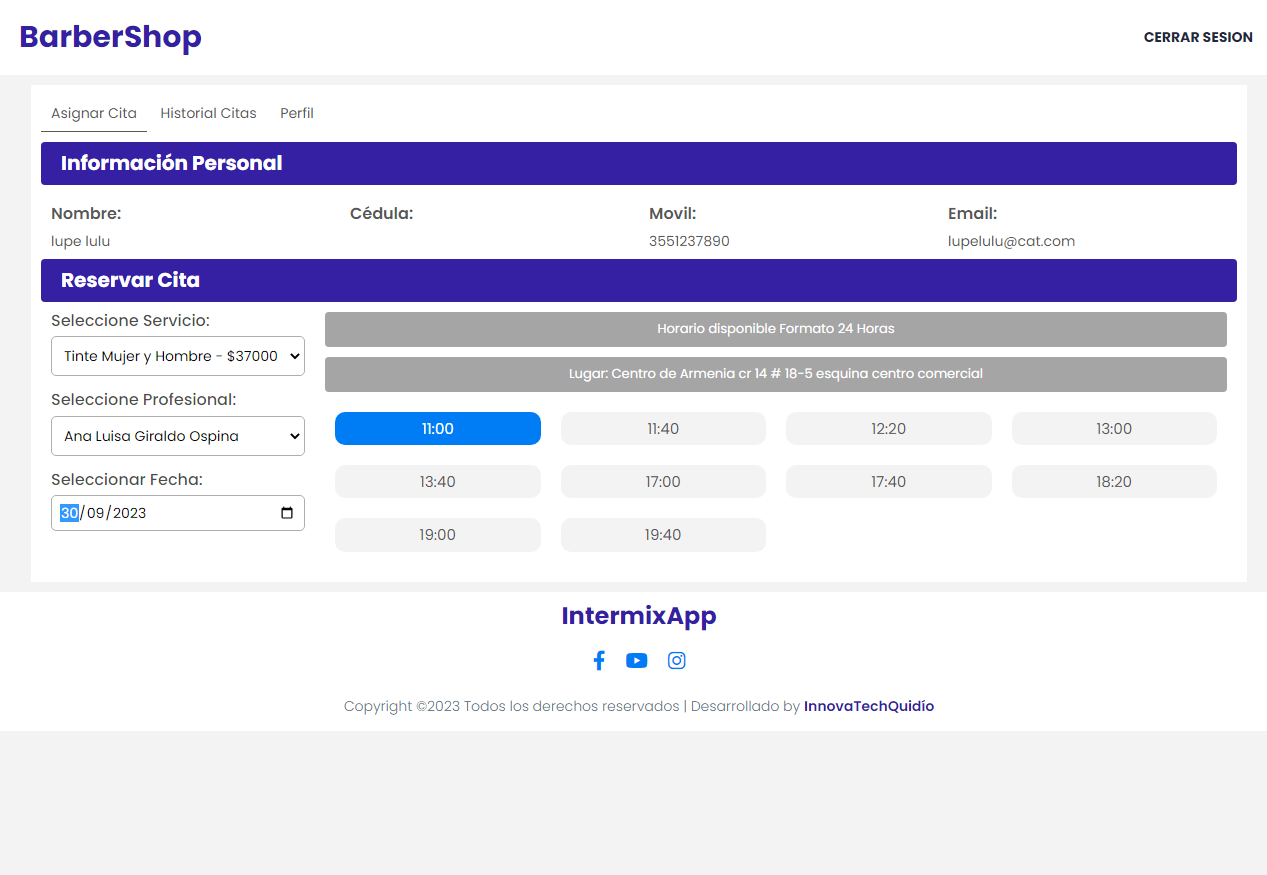 BarberShop
CERRAR SESION
Asignar Cita Historial Citas Perfil
Información Personal
Nombre: Cédula: Movil: Email:
lupe lulu 3551237890 lupelulu@cat.com
Reservar Cita
Seleccione Servicio:
Tinte Mujer y Hombre - $37000
Seleccione Profesional:
Ana Luisa Giraldo Ospina
Seleccionar Fecha:
30/09/2023
Horario disponible Formato 24 Horas
Lugar: Centro de Armenia cr 14 # 18-5 esquina centro comercial
11:00 11:40 12:20 13:00
13:40 17:00 17:40 18:20
19:00 19:40
IntermixApp
Copyright ©2023 Todos los derechos reservados | Desarrollado by InnovaTechQuidío